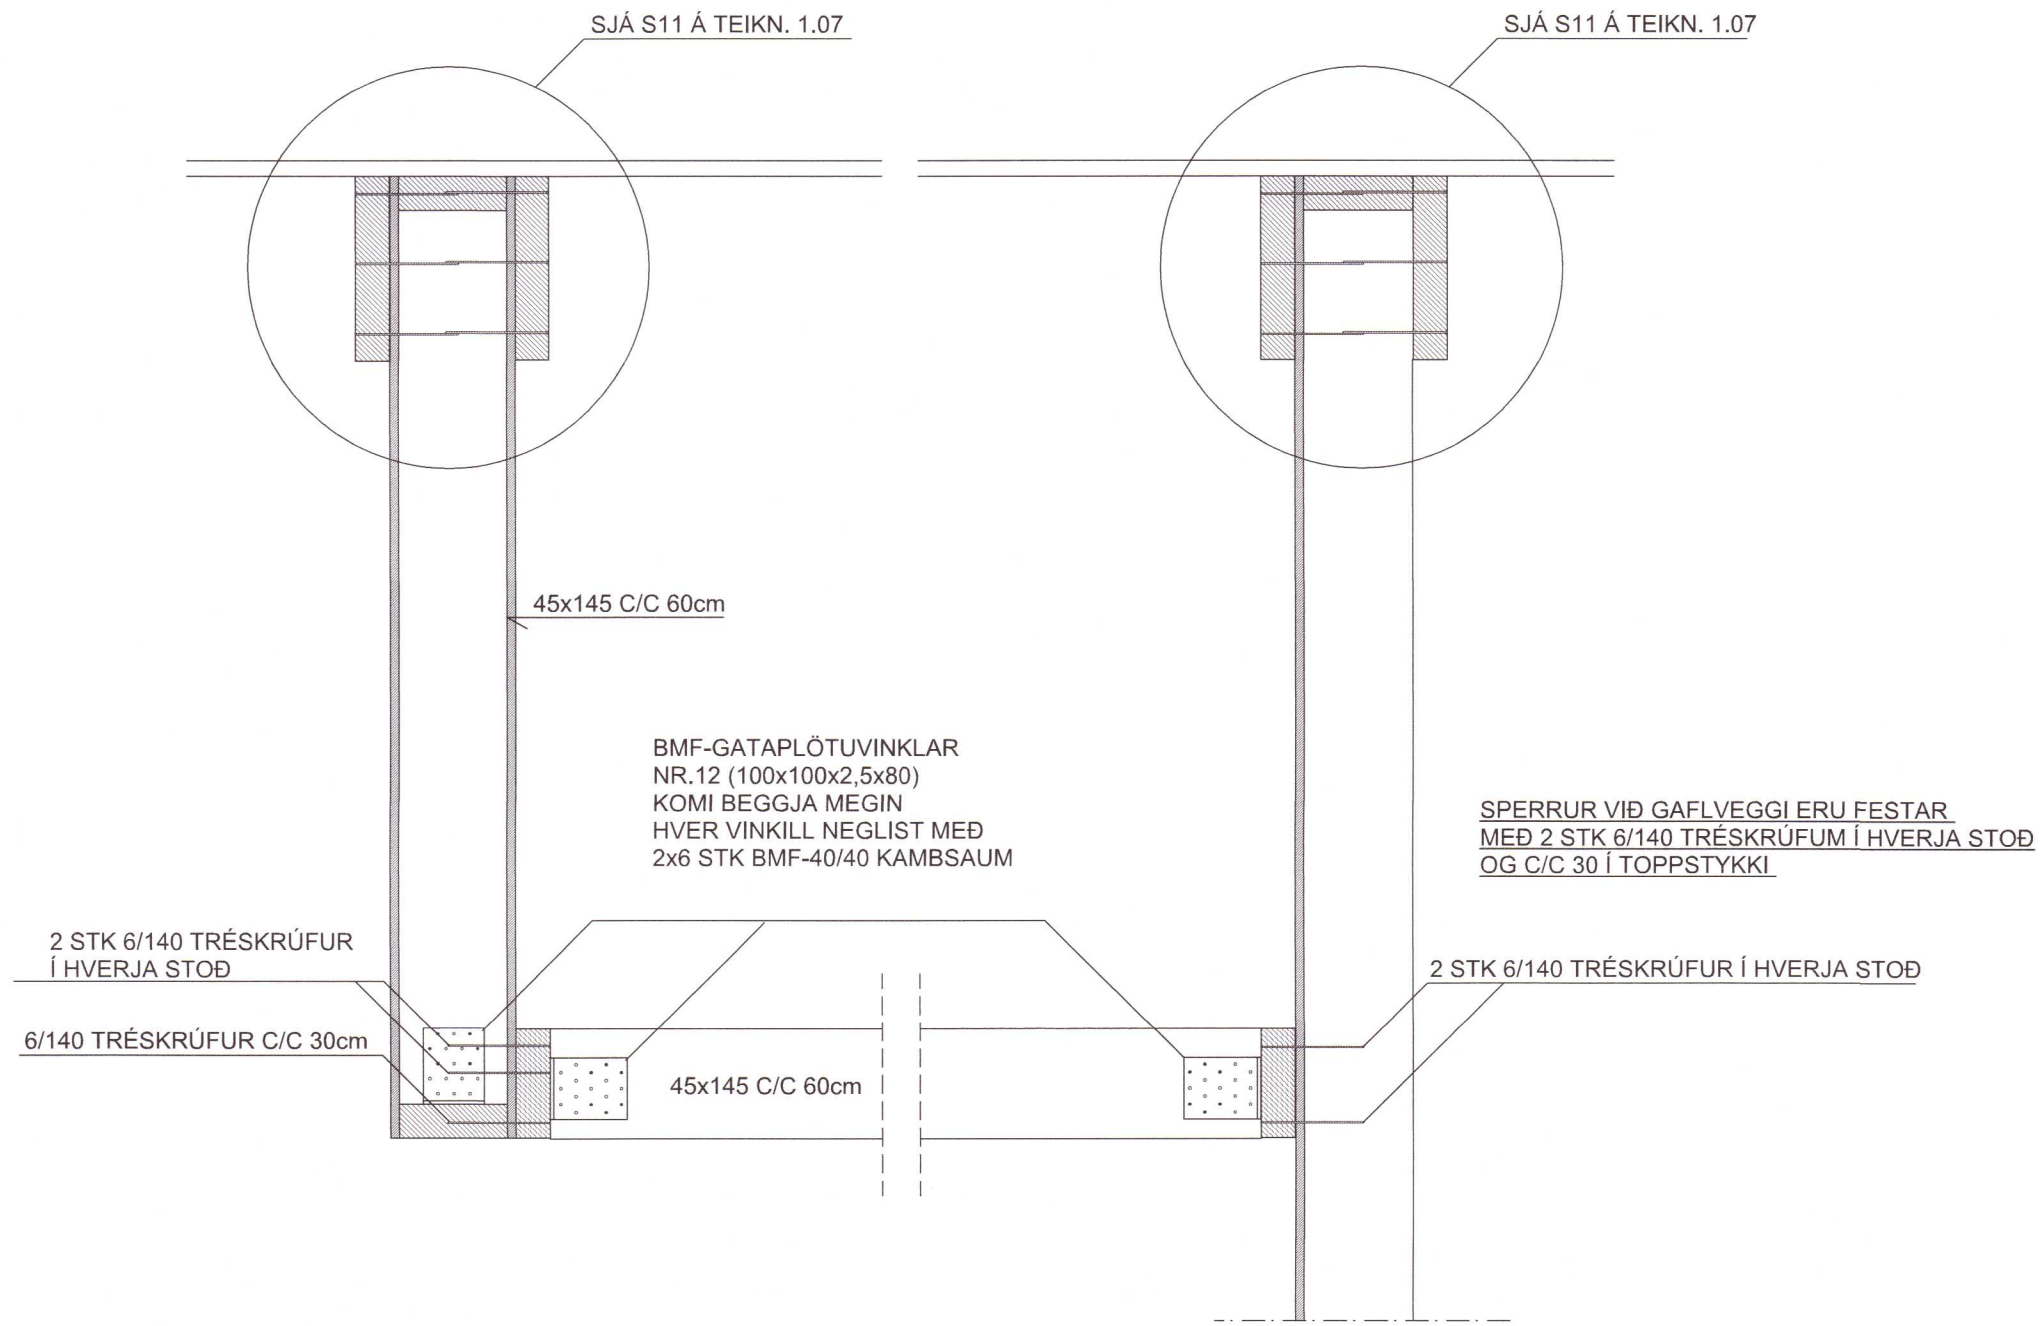 SJÁ S11 Á TEIKN. 1.07
SJÁ S11 Á TEIKN. 1.07
45x145 C/C 60cm
BMF-GATAPLÖTUVINKLAR
NR.12 (100x100x2,5x80)
KOMI BEGGJA MEGIN
HVER VINKILL NEGLIST MEÐ
2x6 STK BMF-40/40 KAMBSAUM
SPERRUR VIÐ GAFLVEGGI ERU FESTAR
MEÐ 2 STK 6/140 TRÉSKRÚFUM Í HVERJA STOÐ
OG C/C 30 Í TOPPSTYKKI
2 STK 6/140 TRÉSKRÚFUR
Í HVERJA STOÐ
2 STK 6/140 TRÉSKRÚFUR Í HVERJA STOÐ
6/140 TRÉSKRÚFUR C/C 30cm
45x145 C/C 60cm